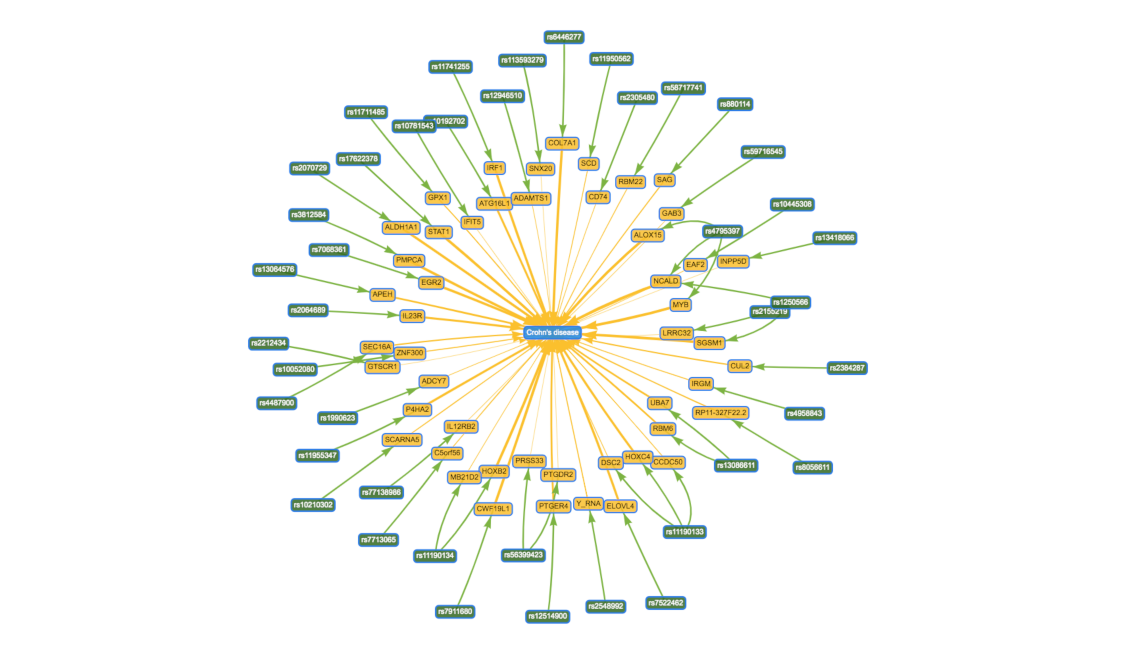 rs6446277
rs113593279
rs11950562
rs11741255
rs58717741
rs12946510
rs2305480
rs880114
rs11711485
rs10781543
COL7A1
rs59716545
rs17622378
SCD
rs2070729
IRF1
SNX20
RBM22
SAG
GPX1
ATG16L1
ADAMTS1
CD74
rs10445308
rs3812584
ALDH1A1
STAT1
IFIT5
GAB3
ALOX15
rs4795397
rs13418066
rs7068361
PMPCA
EAF2
INPP5D
rs13064576
EGR2
NCALD
APEH
MYB
rs1250566
rs2064689
IL23R
rs2155219
Crohn's disease
LRRC32
SGSM1
rs2212434
SEC16A
ZNF300
GTSCR1
CUL2
rs2384287
rs10052080
ADCY7
IRGM
rs4487900
P4HA2
UBA7
RP11-327F22.2
rs4958843
rs1990623
IL12RB2
RBM6
SCARNA5
rs11955347
C5orf56
PRSS33
DSC2
HOXC4
CCDC50
rs13086611
rs8056611
MB21D2
HOXB2
PTGDR2
rs77138986
rs10210302
CWF19L1
PTGER4
Y_RNA
ELOVL4
rs7713065
rs11190133
rs11190134
rs56399423
rs7911680
rs12514900
rs2548992
rs7522462